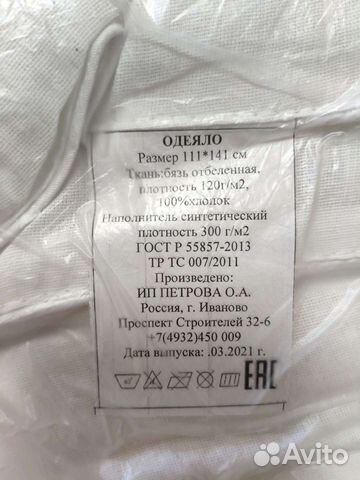 ОДЕЯЛО
Размер 111*141 см
Ткань:бязь отбеленная,
плотность 120г/м2,
100%хлопок
Наполнитель синтетический
плотность 300 г/м2
ГОСТ Р 55857-2013
ТР ТС 007/2011
Произведено:
ИП ПЕТРОВА О.А.
Россия, г. Иваново
Проспект Строителей 32-6
+7(4932)450 009
Дата выпуска: .03.2021 г.
EAC
Avito